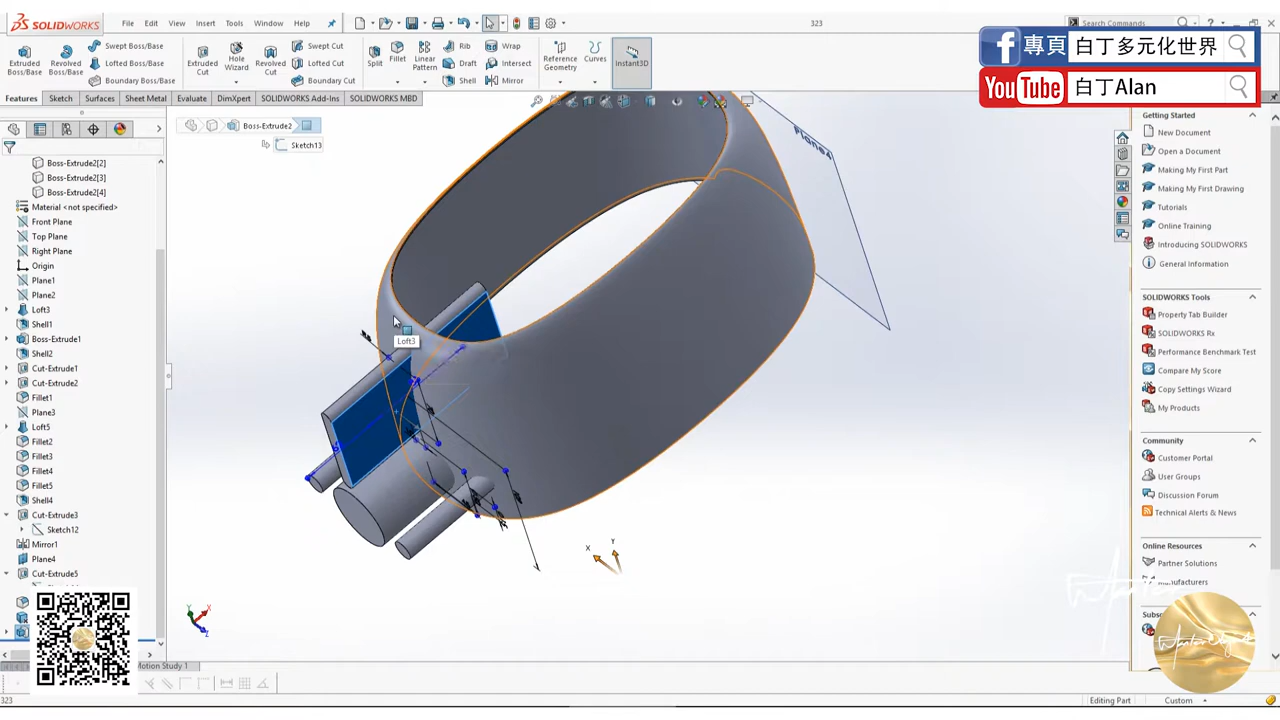 SOLIDWORKS
File
Edit
View
Insert
Tools
Window
Help
323
Search Commands
專頁
白丁多元化世界
YouTube
白丁Alan
Extruded Boss/Base
Revolved Boss/Base
Swept Boss/Base
Lofted Boss/Base
Boundary Boss/Base
Extruded Cut
Hole Wizard
Revolved Cut
Swept Cut
Lofted Cut
Boundary Cut
Split
Fillet
Linear Pattern
Rib
Draft
Shell
Wrap
Intersect
Mirror
Reference Geometry
Curves
Instant3D
Features
Sketch
Surfaces
Sheet Metal
Evaluate
DimXpert
SOLIDWORKS Add-Ins
SOLIDWORKS MBD
Boss-Extrude2
Sketch13
Boss-Extrude2[2]
Boss-Extrude2[3]
Boss-Extrude2[4]
Material <not specified>
Front Plane
Top Plane
Right Plane
Origin
Plane1
Plane2
Loft3
Shell1
Boss-Extrude1
Shell2
Cut-Extrude1
Cut-Extrude2
Fillet1
Plane3
Loft5
Fillet2
Fillet3
Fillet4
Fillet5
Shell4
Cut-Extrude3
Sketch12
Mirror1
Plane4
Cut-Extrude5
Motion Study 1
Plane4
Loft3
X
Y
Y
X
Z
Getting Started
New Document
Open a Document
Making My First Part
Making My First Drawing
Tutorials
Online Training
Introducing SOLIDWORKS
General Information
SOLIDWORKS Tools
Property Tab Builder
SOLIDWORKS Rx
Performance Benchmark Test
Compare My Score
Copy Settings Wizard
My Products
Community
Customer Portal
User Groups
Discussion Forum
Technical Alerts & News
Online Resources
Partner Solutions
Manufacturers
323
Editing Part
Custom